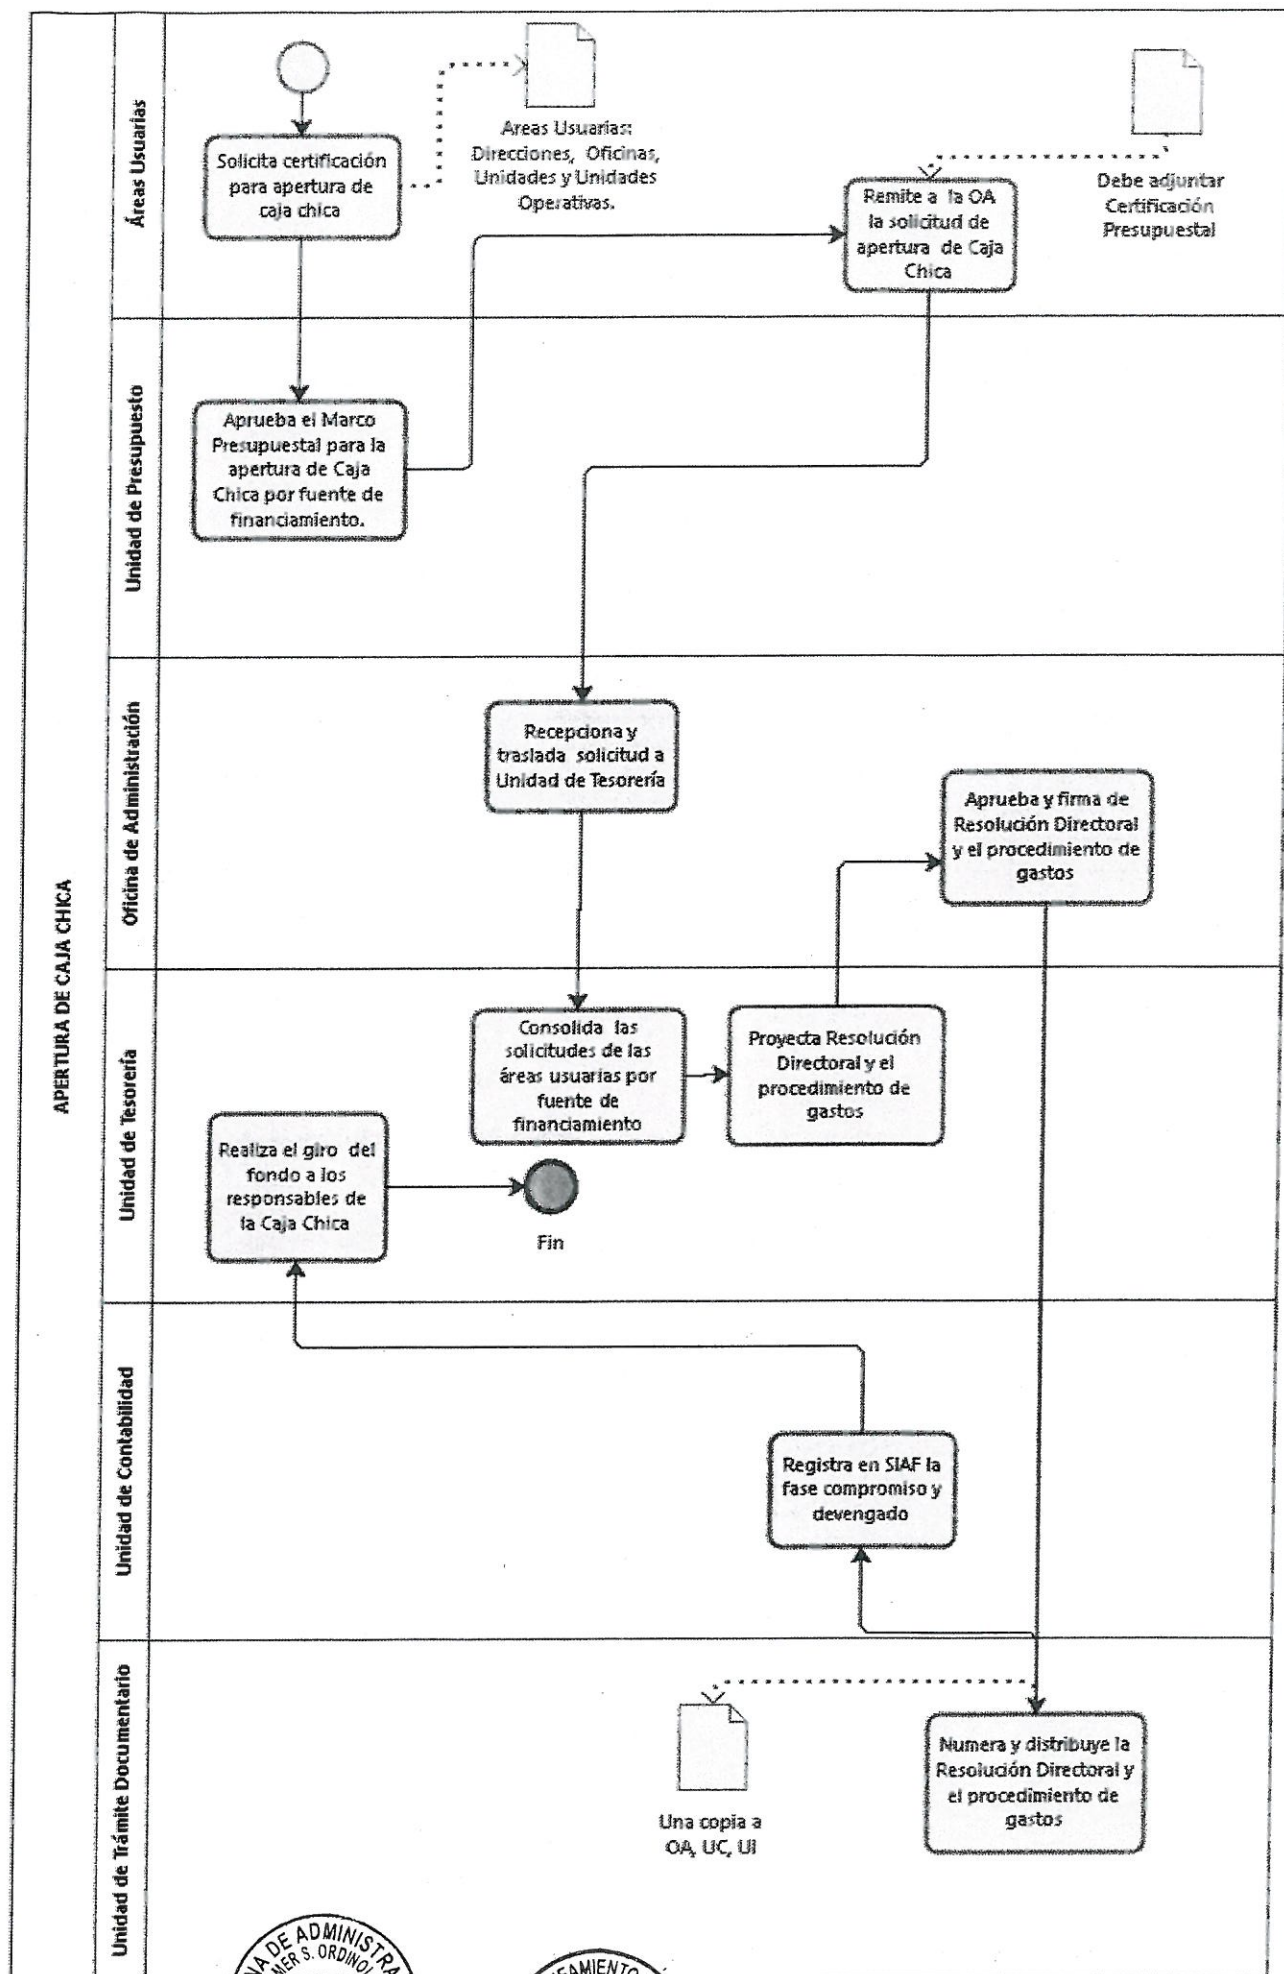 APERTURA DE CAJA CHICA
Áreas Usuarias
Solicita certificación
para apertura de
caja chica
Areas Usuarias:
Direcciones, Oficinas,
Unidades y Unidades
Operativas.
Remite a la OA
la solicitud de
apertura de Caja
Chica
Debe adjuntar
Certificación
Presupuestal
Unidad de Presupuesto
Aprueba el Marco
Presupuestal para la
apertura de Caja
Chica por fuente de
financiamiento.
Oficina de Administración
Recepciona y
traslada solicitud a
Unidad de Tesorería
Aprueba y firma de
Resolución Directoral
y el procedimiento de
gastos
Unidad de Tesorería
Consolida las
solicitudes de las
áreas usuarias por
fuente de
financiamiento
Proyecta Resolución
Directoral y el
procedimiento de
gastos
Realiza el giro del
fondo a los
responsables de
la Caja Chica
Fin
Unidad de Contabilidad
Registra en SIAF la
fase compromiso y
devengado
Unidad de Trámite Documentario
Una copia a
OA, UC, UI
Numera y distribuye la
Resolución Directoral y
el procedimiento de
gastos
DE